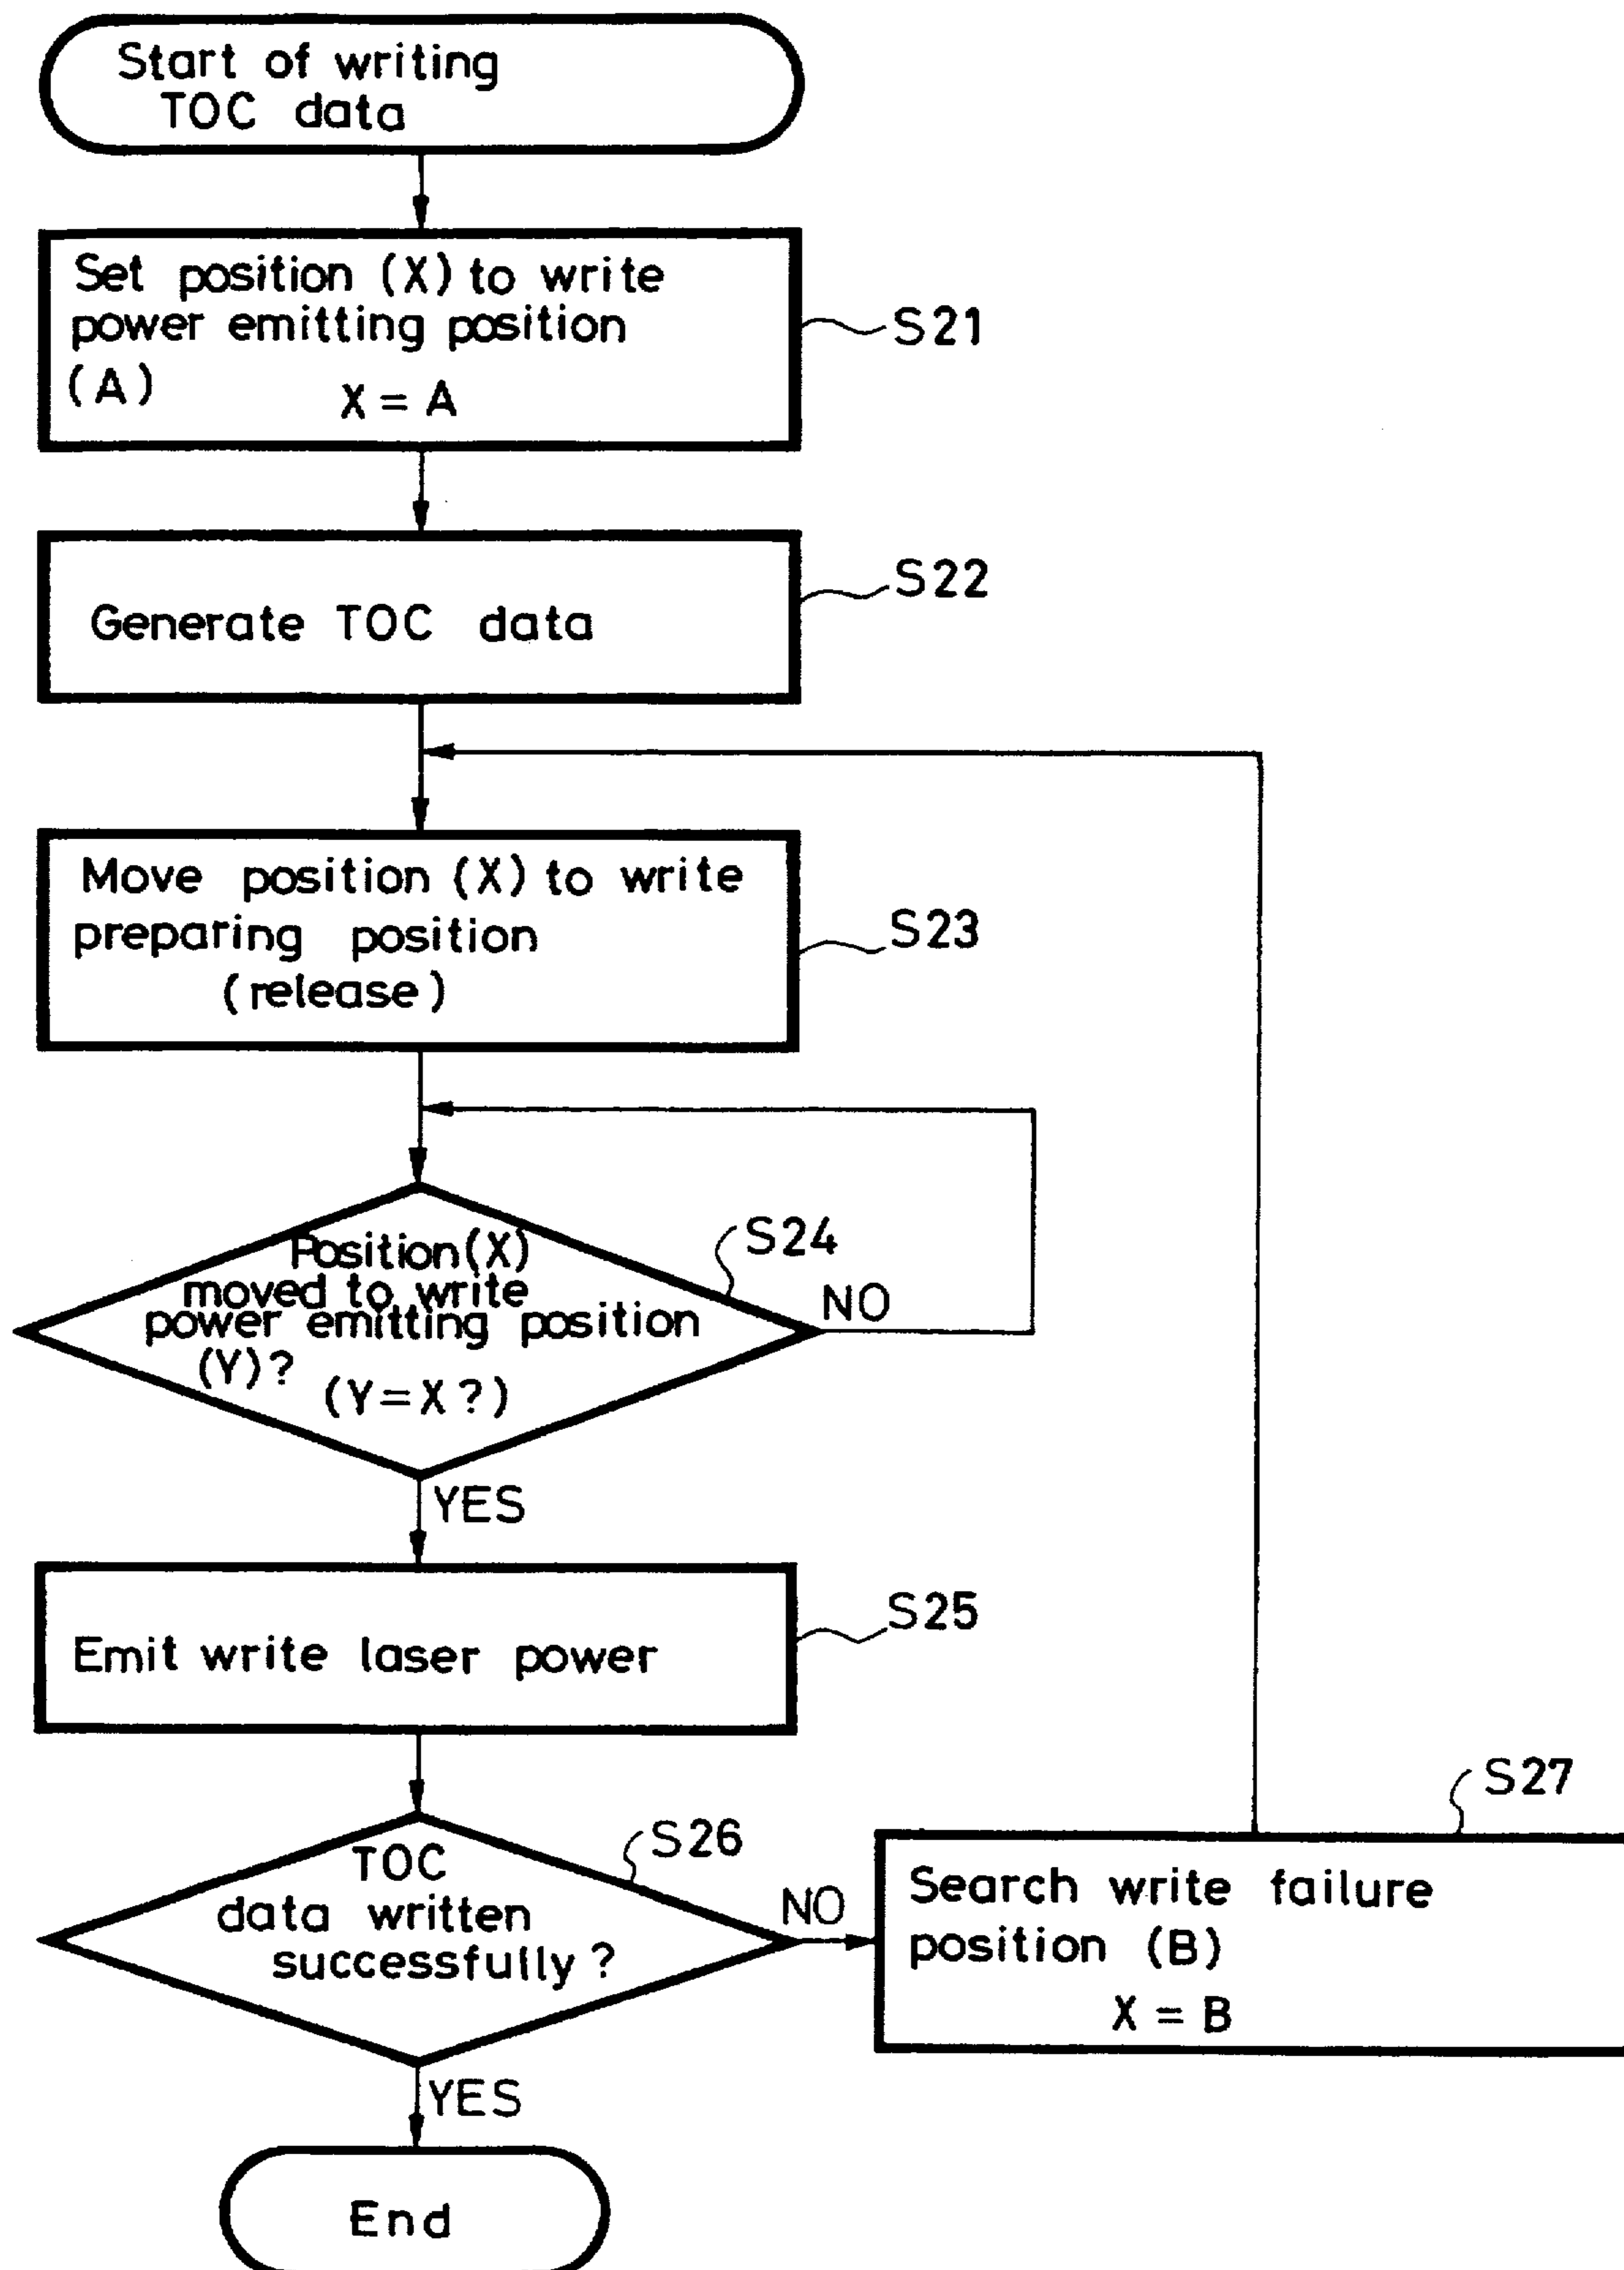 Start of writing
TOC data
Set position (X) to write
power emitting position
(A) X = A
S21
Generate TOC data
S22
Move position (X) to write
preparing position
(release)
S23
Position (X)
moved to write
power emitting position
(Y)?
(Y = X ?)
S24
NO
YES
Emit write laser power
S25
TOC
data written
successfully ?
S26
NO
Search write failure
position (B)
X = B
S27
YES
End